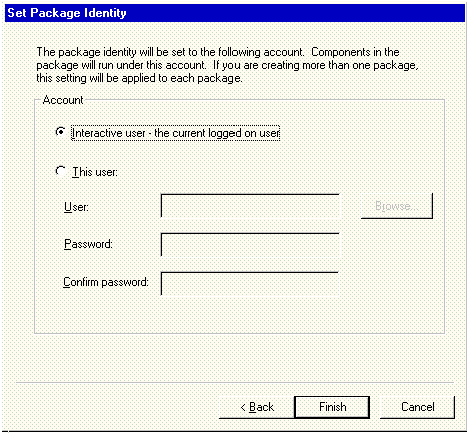 Set Package Identity
The package identity will be set to the following account. Components in the
package will run under this account. If you are creating more than one package,
this setting will be applied to each package.
Account
Interactive user - the current logged on user
This user:
User:
Browse...
Password:
Confirm password:
< Back
Finish
Cancel